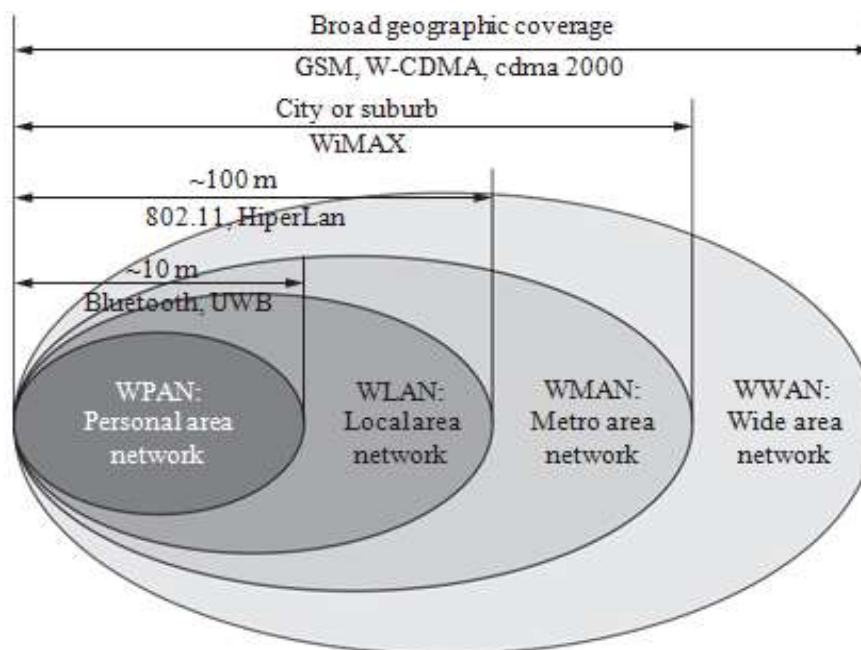 Broad geographic coverage
GSM, W-CDMA, cdma 2000
City or suburb
WiMAX
~100 m
802.11, HiperLan
~10 m
Bluetooth, UWB
WPAN:
Personal area
network
WLAN:
Local area
network
WMAN:
Metro area
network
WWAN:
Wide area
network